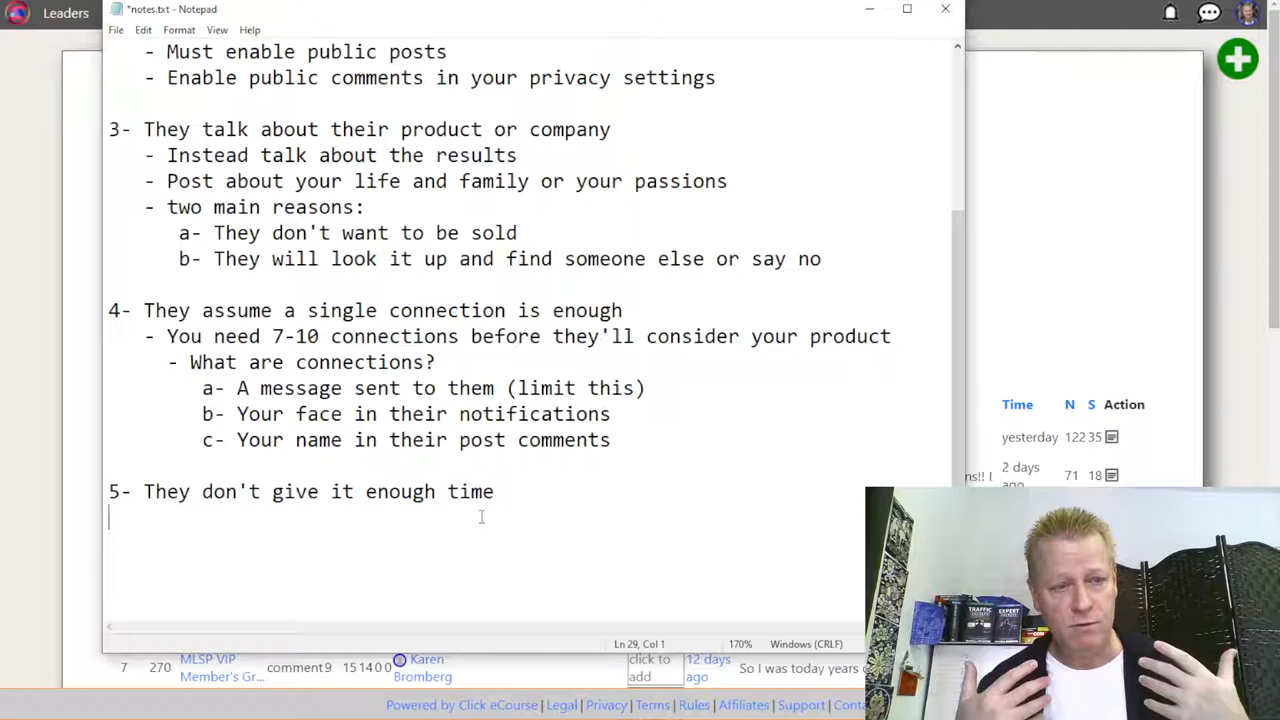 Leaders
*notes.txt - Notepad
File Edit Format View Help
- Must enable public posts
- Enable public comments in your privacy settings
3- They talk about their product or company
- Instead talk about the results
- Post about your life and family or your passions
- two main reasons:
a- They don't want to be sold
b- They will look it up and find someone else or say no
4- They assume a single connection is enough
- You need 7-10 connections before they'll consider your product
- What are connections?
a- A message sent to them (limit this)
b- Your face in their notifications
c- Your name in their post comments
5- They don't give it enough time
Ln 29, Col 1 170% Windows (CRLF)
Time N S Action
yesterday 122 35
ns!! I 2 days 71 18
ago
TRAFFIC
EXPERT
7 270 MLSP VIP comment 9 15 14 0 0 Karen click to 12 days So I was today years o
Member's Gr... Bromberg add ago
Powered by Click eCourse | Legal | Privacy | Terms | Rules | Affiliates | Support | Conta